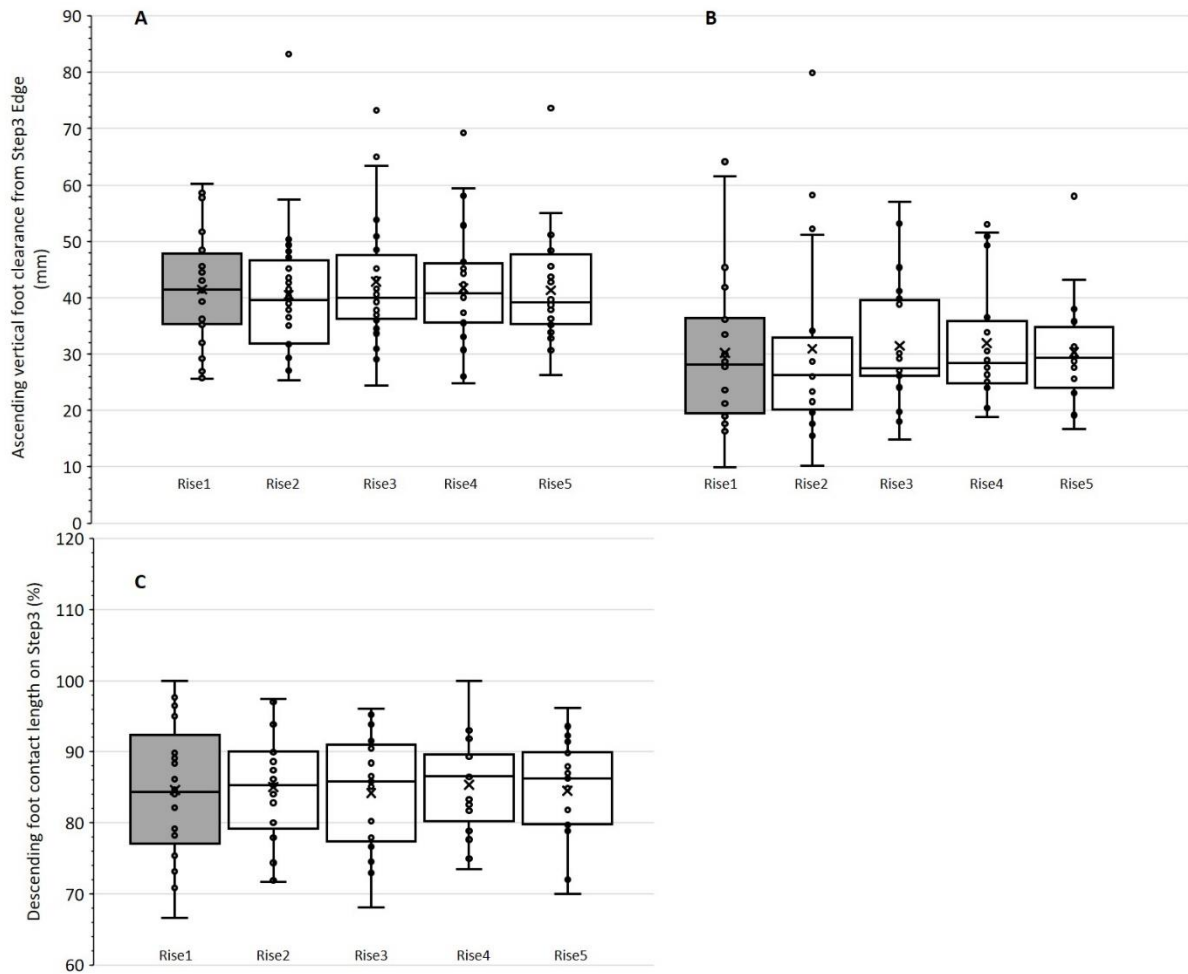 A
B
90
80
70
60
50
40
30
20
10
0
Ascending vertical foot clearance from Step3 Edge
(mm)
Rise1 Rise2 Rise3 Rise4 Rise5
Rise1 Rise2 Rise3 Rise4 Rise5
C
120
110
100
90
80
70
60
Descending foot contact length on Step3 (%)
Rise1 Rise2 Rise3 Rise4 Rise5